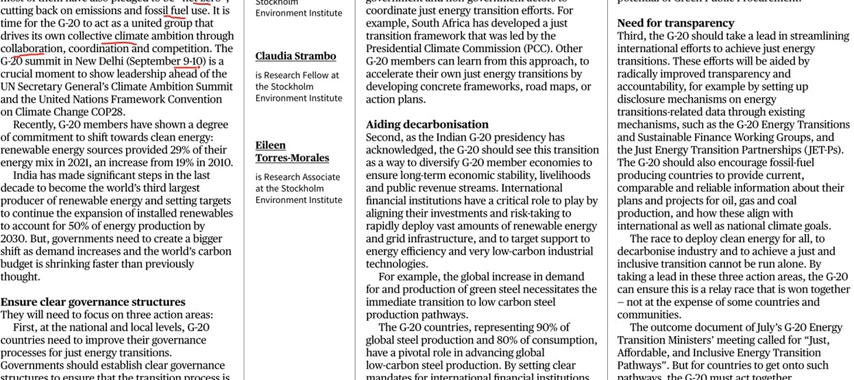 cutting back on emissions and fossil fuel use. It is
time for the G-20 to act as a united group that
drives its own collective climate ambition through
collaboration, coordination and competition. The
G-20 summit in New Delhi (September 9-10) is a
crucial moment to show leadership ahead of the
UN Secretary General's Climate Ambition Summit
and the United Nations Framework Convention
on Climate Change COP28.
Recently, G-20 members have shown a degree
of commitment to shift towards clean energy:
renewable energy sources provided 29% of their
energy mix in 2021, an increase from 19% in 2010.
India has made significant steps in the last
decade to become the world's third largest
producer of renewable energy and setting targets
to continue the expansion of installed renewables
to account for 50% of energy production by
2030. But, governments need to create a bigger
shift as demand increases and the world's carbon
budget is shrinking faster than previously
thought.
Ensure clear governance structures
They will need to focus on three action areas:
First, at the national and local levels, G-20
countries need to improve their governance
processes for just energy transitions.
Governments should establish clear governance
structures to ensure that the transition process is
Stockholm
Environment Institute
Claudia Strambo
is Research Fellow at
the Stockholm
Environment Institute
Eileen
Torres-Morales
is Research Associate
at the Stockholm
Environment Institute
coordinate just energy transition efforts. For
example, South Africa has developed a just
transition framework that was led by the
Presidential Climate Commission (PCC). Other
G-20 members can learn from this approach, to
accelerate their own just energy transitions by
developing concrete frameworks, road maps, or
action plans.
Aiding decarbonisation
Second, as the Indian G-20 presidency has
acknowledged, the G-20 should see this transition
as a way to diversify G-20 member economies to
ensure long-term economic stability, livelihoods
and public revenue streams. International
financial institutions have a critical role to play by
aligning their investments and risk-taking to
rapidly deploy vast amounts of renewable energy
and grid infrastructure, and to target support to
energy efficiency and very low-carbon industrial
technologies.
For example, the global increase in demand
for and production of green steel necessitates the
immediate transition to low carbon steel
production pathways.
The G-20 countries, representing 90% of
global steel production and 80% of consumption,
have a pivotal role in advancing global
low-carbon steel production. By setting clear
mandates for international financial institutions
Need for transparency
Third, the G-20 should take a lead in streamlining
international efforts to achieve just energy
transitions. These efforts will be aided by
radically improved transparency and
accountability, for example by setting up
disclosure mechanisms on energy
transitions-related data through existing
mechanisms, such as the G-20 Energy Transitions
and Sustainable Finance Working Groups, and
the Just Energy Transition Partnerships (JET-Ps).
The G-20 should also encourage fossil-fuel
producing countries to provide current,
comparable and reliable information about their
plans and projects for oil, gas and coal
production, and how these align with
international as well as national climate goals.
The race to deploy clean energy for all, to
decarbonise industry and to achieve a just and
inclusive transition cannot be run alone. By
taking a lead in these three action areas, the G-20
can ensure this is a relay race that is won together
— not at the expense of some countries and
communities.
The outcome document of July's G-20 Energy
Transition Ministers' meeting called for "Just,
Affordable, and Inclusive Energy Transition
Pathways". But for countries to get onto such
pathways, the G-20 must act together